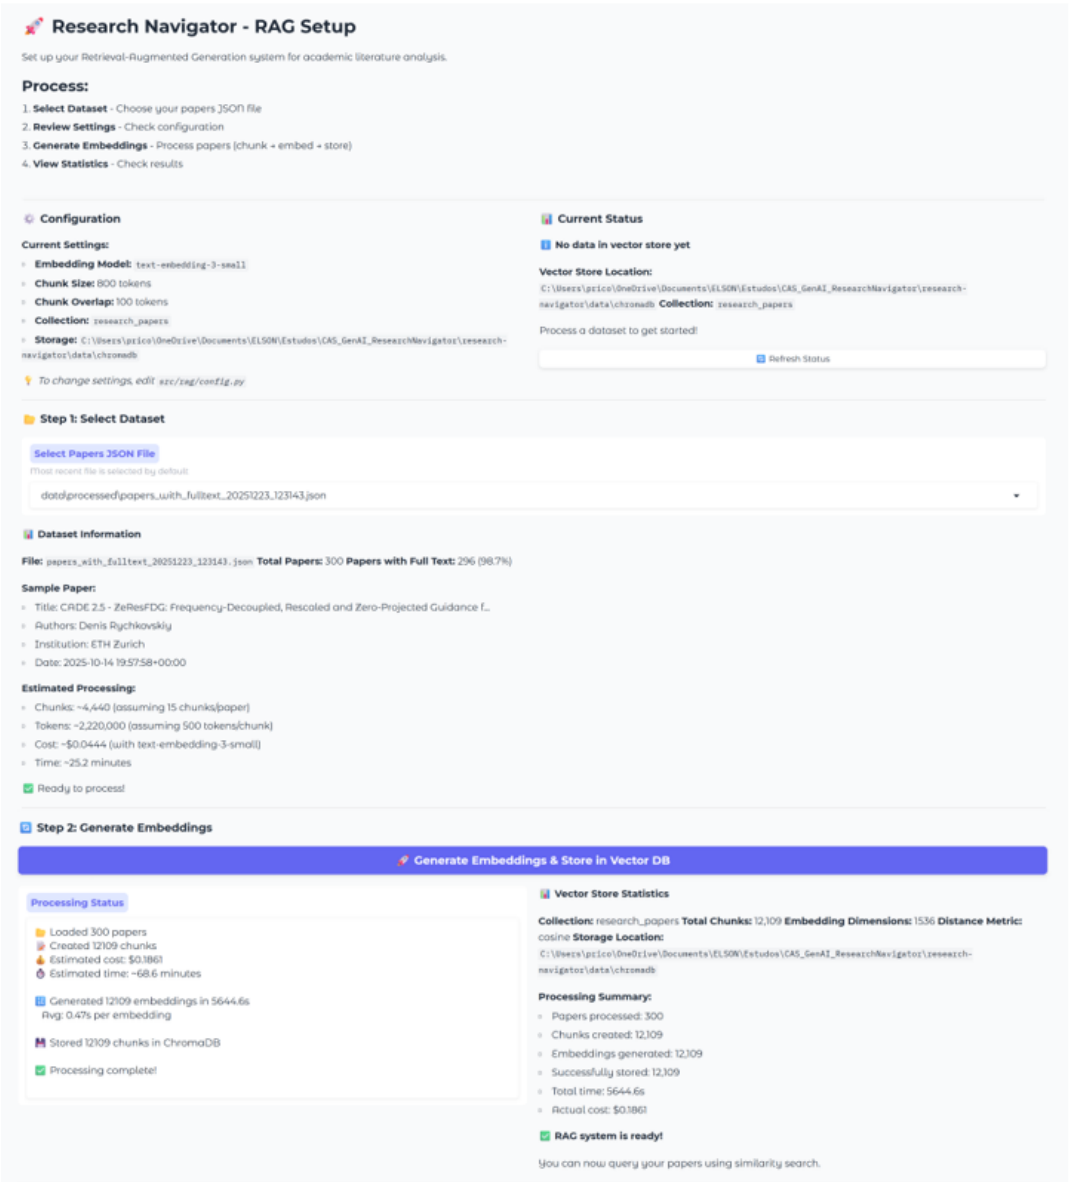 🚀 Research Navigator - RAG Setup
Set up your Retrieval-Augmented Generation system for academic literature analysis.
Process:
1. Select Dataset - Choose your papers JSON file
2. Review Settings - Check configuration
3. Generate Embeddings - Process papers (chunk → embed → store)
4. View Statistics - Check results
⚙️ Configuration
Current Settings:
Embedding Model: text-embedding-3-small
Chunk Size: 800 tokens
Chunk Overlap: 100 tokens
Collection: research_papers
Storage: C:\Users\prico\OneDrive\Documents\ELSON\Estudos\CAS_GenAI_ResearchNavigator\research-
navigator\data\chromadb
💡 To change settings, edit src/rag/config.py
📊 Current Status
ℹ️ No data in vector store yet
Vector Store Location:
C:\Users\prico\OneDrive\Documents\ELSON\Estudos\CAS_GenAI_ResearchNavigator\research-
navigator\data\chromadb Collection: research_papers
Process a dataset to get started!
🔄 Refresh Status
📁 Step 1: Select Dataset
Select Papers JSON File
Most recent file is selected by default
data\processed\papers_with_fulltext_20251223_123143.json
📊 Dataset Information
File: papers_with_fulltext_20251223_123143.json Total Papers: 300 Papers with Full Text: 296 (98.7%)
Sample Paper:
Title: CADE 2.5 - ZeResFDG: Frequency-Decoupled, Rescaled and Zero-Projected Guidance f...
Authors: Denis Rychkovskiy
Institution: ETH Zurich
Date: 2025-10-14 19:57:58+00:00
Estimated Processing:
Chunks: ~4,440 (assuming 15 chunks/paper)
Tokens: ~2,220,000 (assuming 500 tokens/chunk)
Cost: ~$0.0444 (with text-embedding-3-small)
Time: ~25.2 minutes
✅ Ready to process!
🔄 Step 2: Generate Embeddings
🚀 Generate Embeddings & Store in Vector DB
Processing Status
📁 Loaded 300 papers
📝 Created 12109 chunks
💰 Estimated cost: $0.1861
⏱️ Estimated time: ~68.6 minutes
🔢 Generated 12109 embeddings in 5644.6s
Avg: 0.47s per embedding
💾 Stored 12109 chunks in ChromaDB
✅ Processing complete!
📊 Vector Store Statistics
Collection: research_papers Total Chunks: 12,109 Embedding Dimensions: 1536 Distance Metric:
cosine Storage Location:
C:\Users\prico\OneDrive\Documents\ELSON\Estudos\CAS_GenAI_ResearchNavigator\research-
navigator\data\chromadb
Processing Summary:
Papers processed: 300
Chunks created: 12,109
Embeddings generated: 12,109
Successfully stored: 12,109
Total time: 5644.6s
Actual cost: $0.1861
✅ RAG system is ready!
You can now query your papers using similarity search.